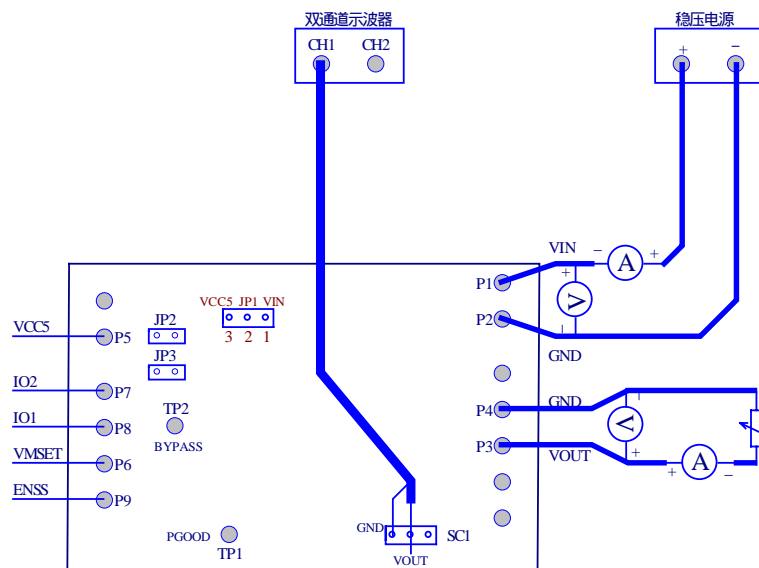 双通道示波器
稳压电源
CH1
CH2
+
−
VIN
−
A
+
P1
+
V
VCC5 JP1 VIN
3 2 1
VCC5
P5
JP2
P2
−
GND
JP3
IO2
P7
TP2
GND
−
P4
IO1
P8
V
BYPASS
P3
VOUT
+
VMSET
P6
+
A
−
ENSS
P9
GND
SC1
PGOOD
TP1
VOUT